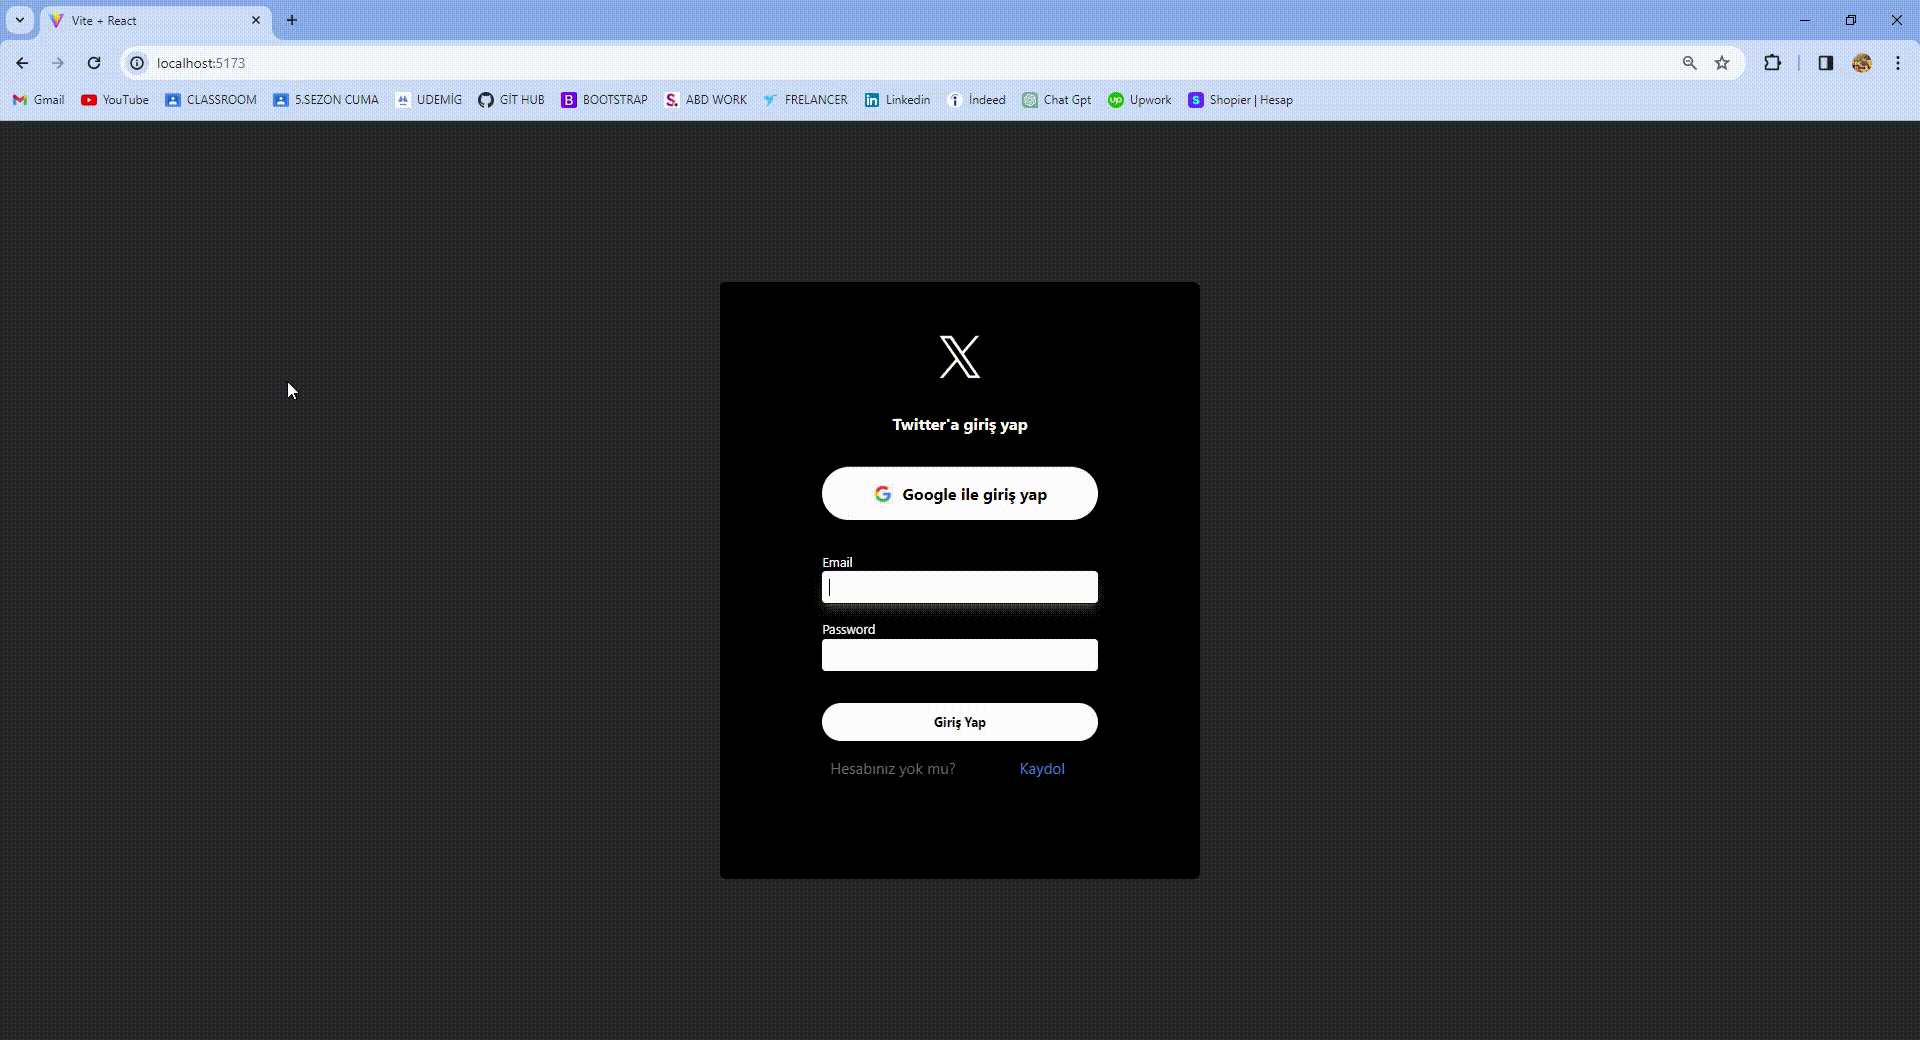 Vite + React
localhost:5173
Gmail YouTube CLASSROOM 5.SEZON CUMA UDEMİG GİT HUB BOOTSTRAP ABD WORK FRELANCER Linkedin İndeed Chat Gpt Upwork Shopier | Hesap
Twitter'a giriş yap
Google ile giriş yap
Email
Password
Giriş Yap
Hesabınız yok mu? Kaydol